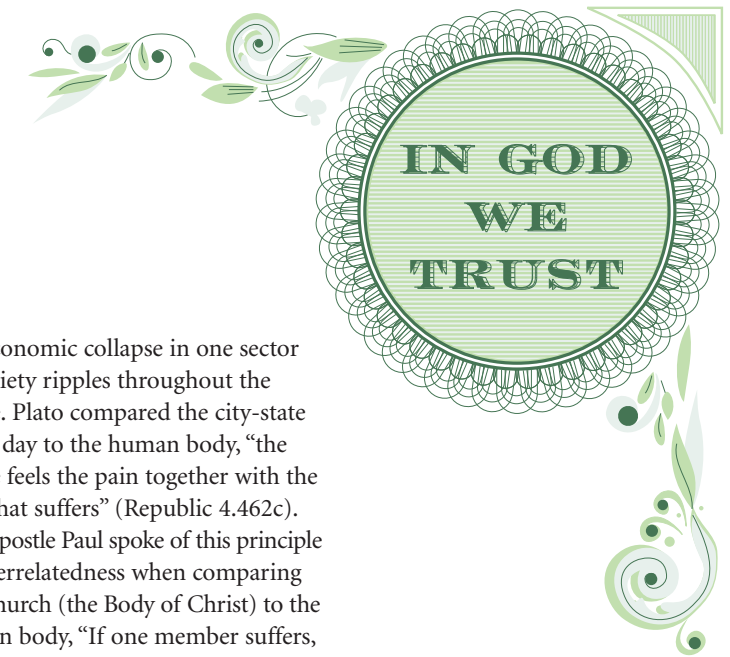 IN GOD
WE
TRUST
onomic collapse in one sector
iety ripples throughout the
. Plato compared the city-state
day to the human body, “the
feels the pain together with the
hat suffers” (Republic 4.462c).
postle Paul spoke of this principle
errelatedness when comparing
hurch (the Body of Christ) to the
n body, “If one member suffers,